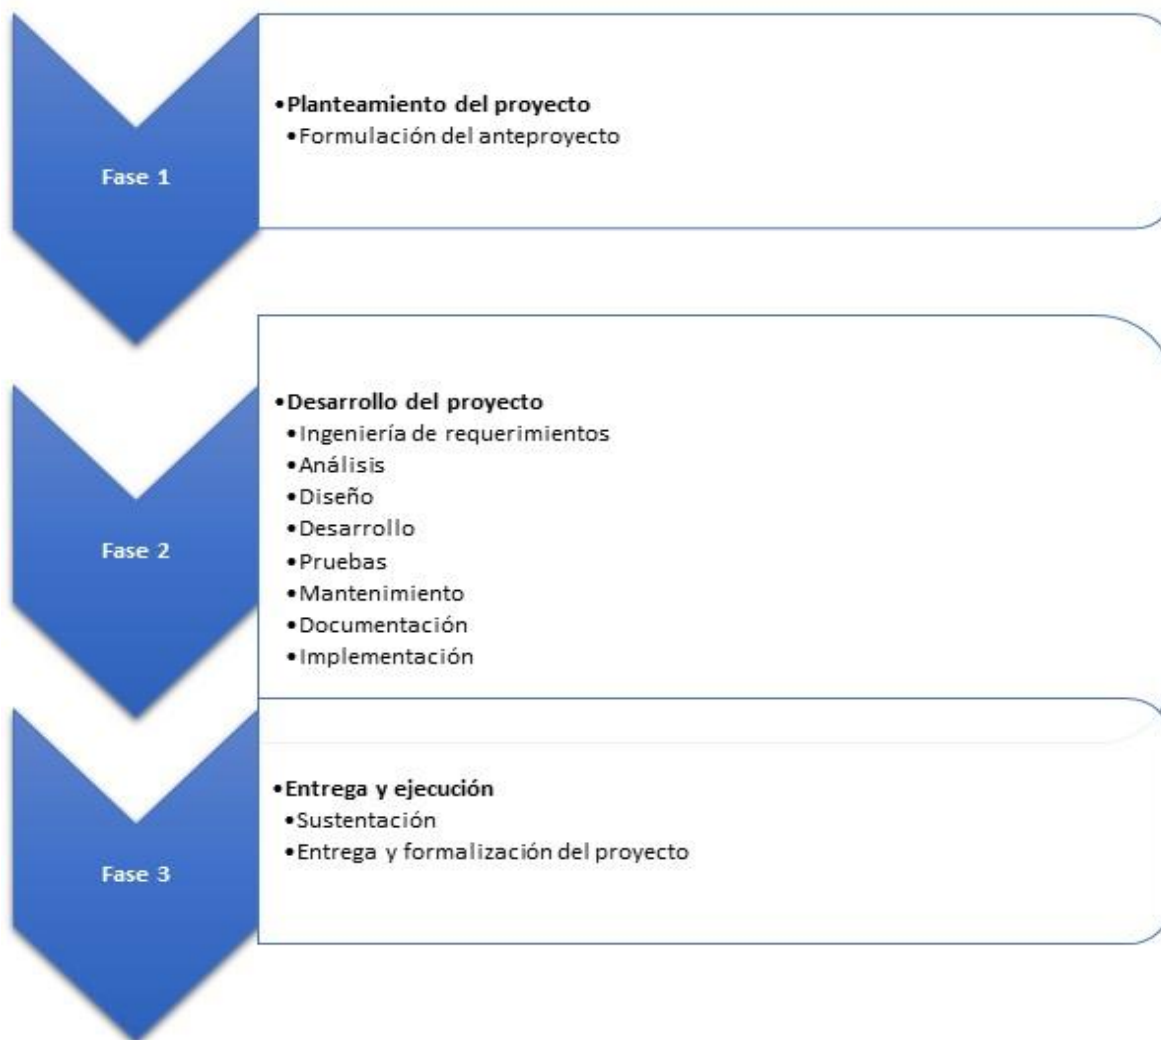 Fase 1
•Planteamiento del proyecto
•Formulación del anteproyecto
Fase 2
•Desarrollo del proyecto
•Ingeniería de requerimientos
•Análisis
•Diseño
•Desarrollo
•Pruebas
•Mantenimiento
•Documentación
•Implementación
Fase 3
•Entrega y ejecución
•Sustentación
•Entrega y formalización del proyecto